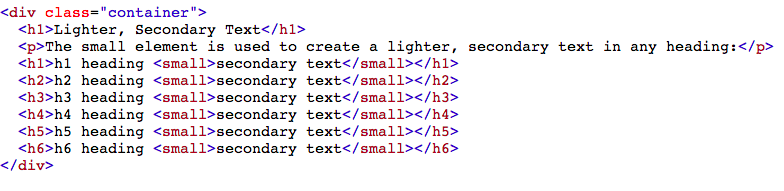 <div class="container">
<h1>Lighter, Secondary Text</h1>
<p>The small element is used to create a lighter, secondary text in any heading:</p>
<h1>h1 heading <small>secondary text</small></h1>
<h2>h2 heading <small>secondary text</small></h2>
<h3>h3 heading <small>secondary text</small></h3>
<h4>h4 heading <small>secondary text</small></h4>
<h5>h5 heading <small>secondary text</small></h5>
<h6>h6 heading <small>secondary text</small></h6>
</div>